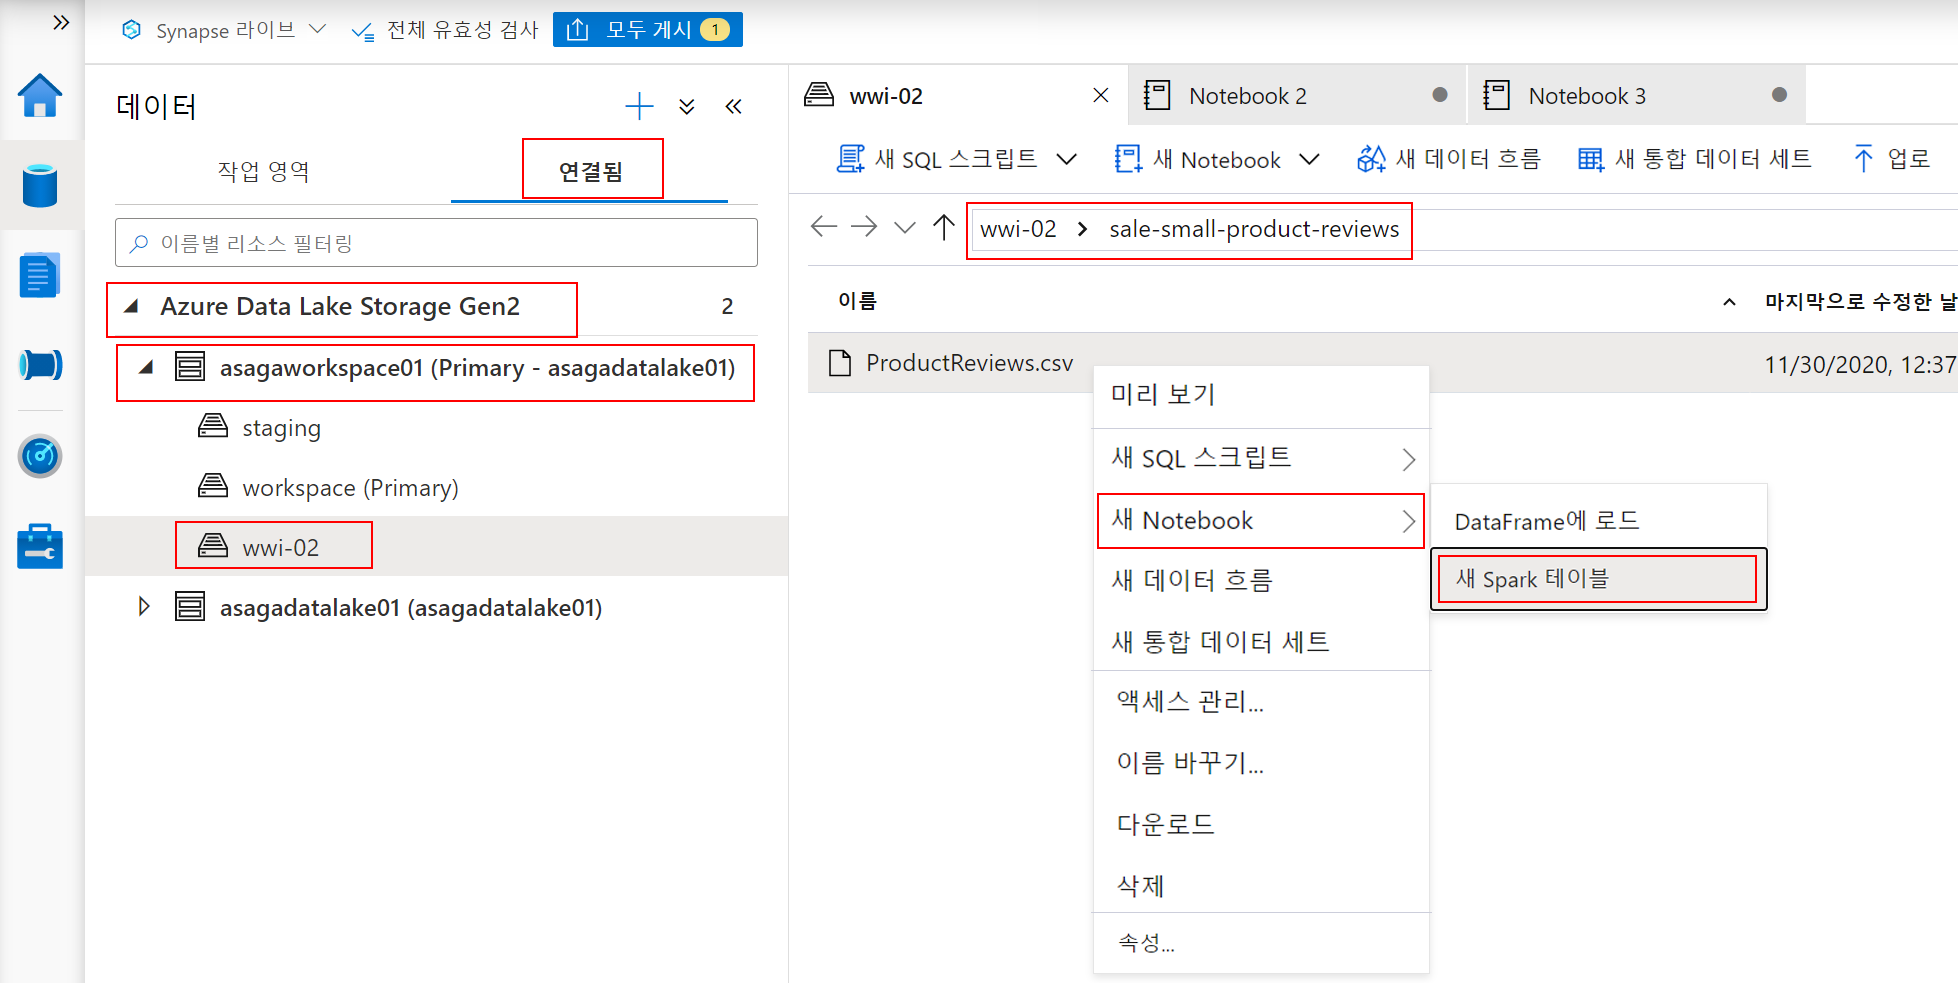 Synapse 라이브
전체 유효성 검사
모두 게시 1
데이터
작업 영역
연결됨
이름별 리소스 필터링
Azure Data Lake Storage Gen2 2
asagaworkspace01 (Primary - asagadatalake01)
staging
workspace (Primary)
wwi-02
asagadatalake01 (asagadatalake01)
wwi-02
Notebook 2
Notebook 3
새 SQL 스크립트
새 Notebook
새 데이터 흐름
새 통합 데이터 세트
업로
wwi-02 > sale-small-product-reviews
이름
마지막으로 수정한 날
ProductReviews.csv
11/30/2020, 12:37
미리 보기
새 SQL 스크립트
새 Notebook
새 데이터 흐름
새 통합 데이터 세트
액세스 관리...
이름 바꾸기...
다운로드
삭제
속성...
DataFrame에 로드
새 Spark 테이블